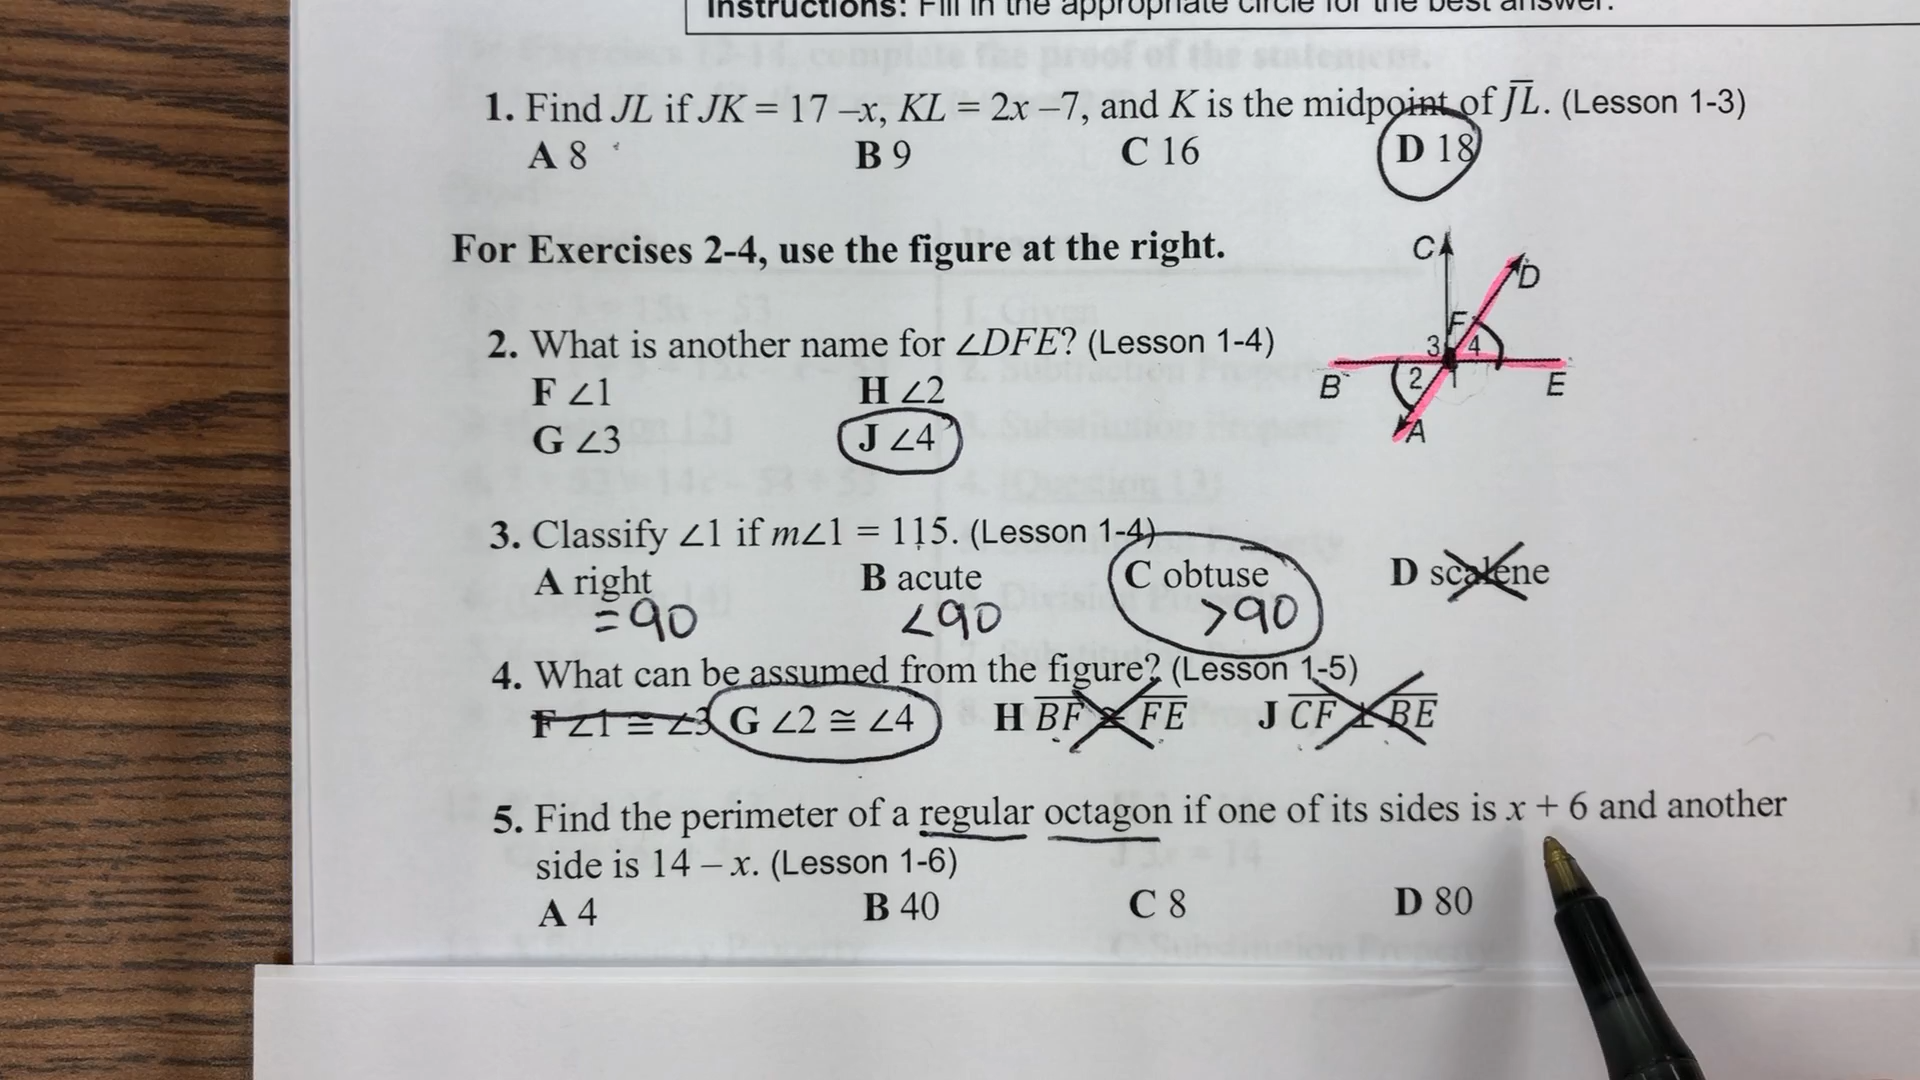 Instructions: Fill in the appropriate circle for the best answer.
1. Find JL if JK = 17 –x, KL = 2x –7, and K is the midpoint of J̅L̅. (Lesson 1-3)
A 8 B 9 C 16 D 18
For Exercises 2-4, use the figure at the right.
C D
F
3 4
B 2 1 E
A
2. What is another name for ∠DFE? (Lesson 1-4)
F ∠1 H ∠2
G ∠3 J ∠4
3. Classify ∠1 if m∠1 = 115. (Lesson 1-4)
A right B acute C obtuse D scalene
=90 <90 >90
4. What can be assumed from the figure? (Lesson 1-5)
F ∠1 ≅ ∠3 G ∠2 ≅ ∠4 H B̅F̅ ≅ F̅E̅ J C̅F̅ ⊥ B̅E̅
5. Find the perimeter of a regular octagon if one of its sides is x + 6 and another
side is 14 – x. (Lesson 1-6)
A 4 B 40 C 8 D 80